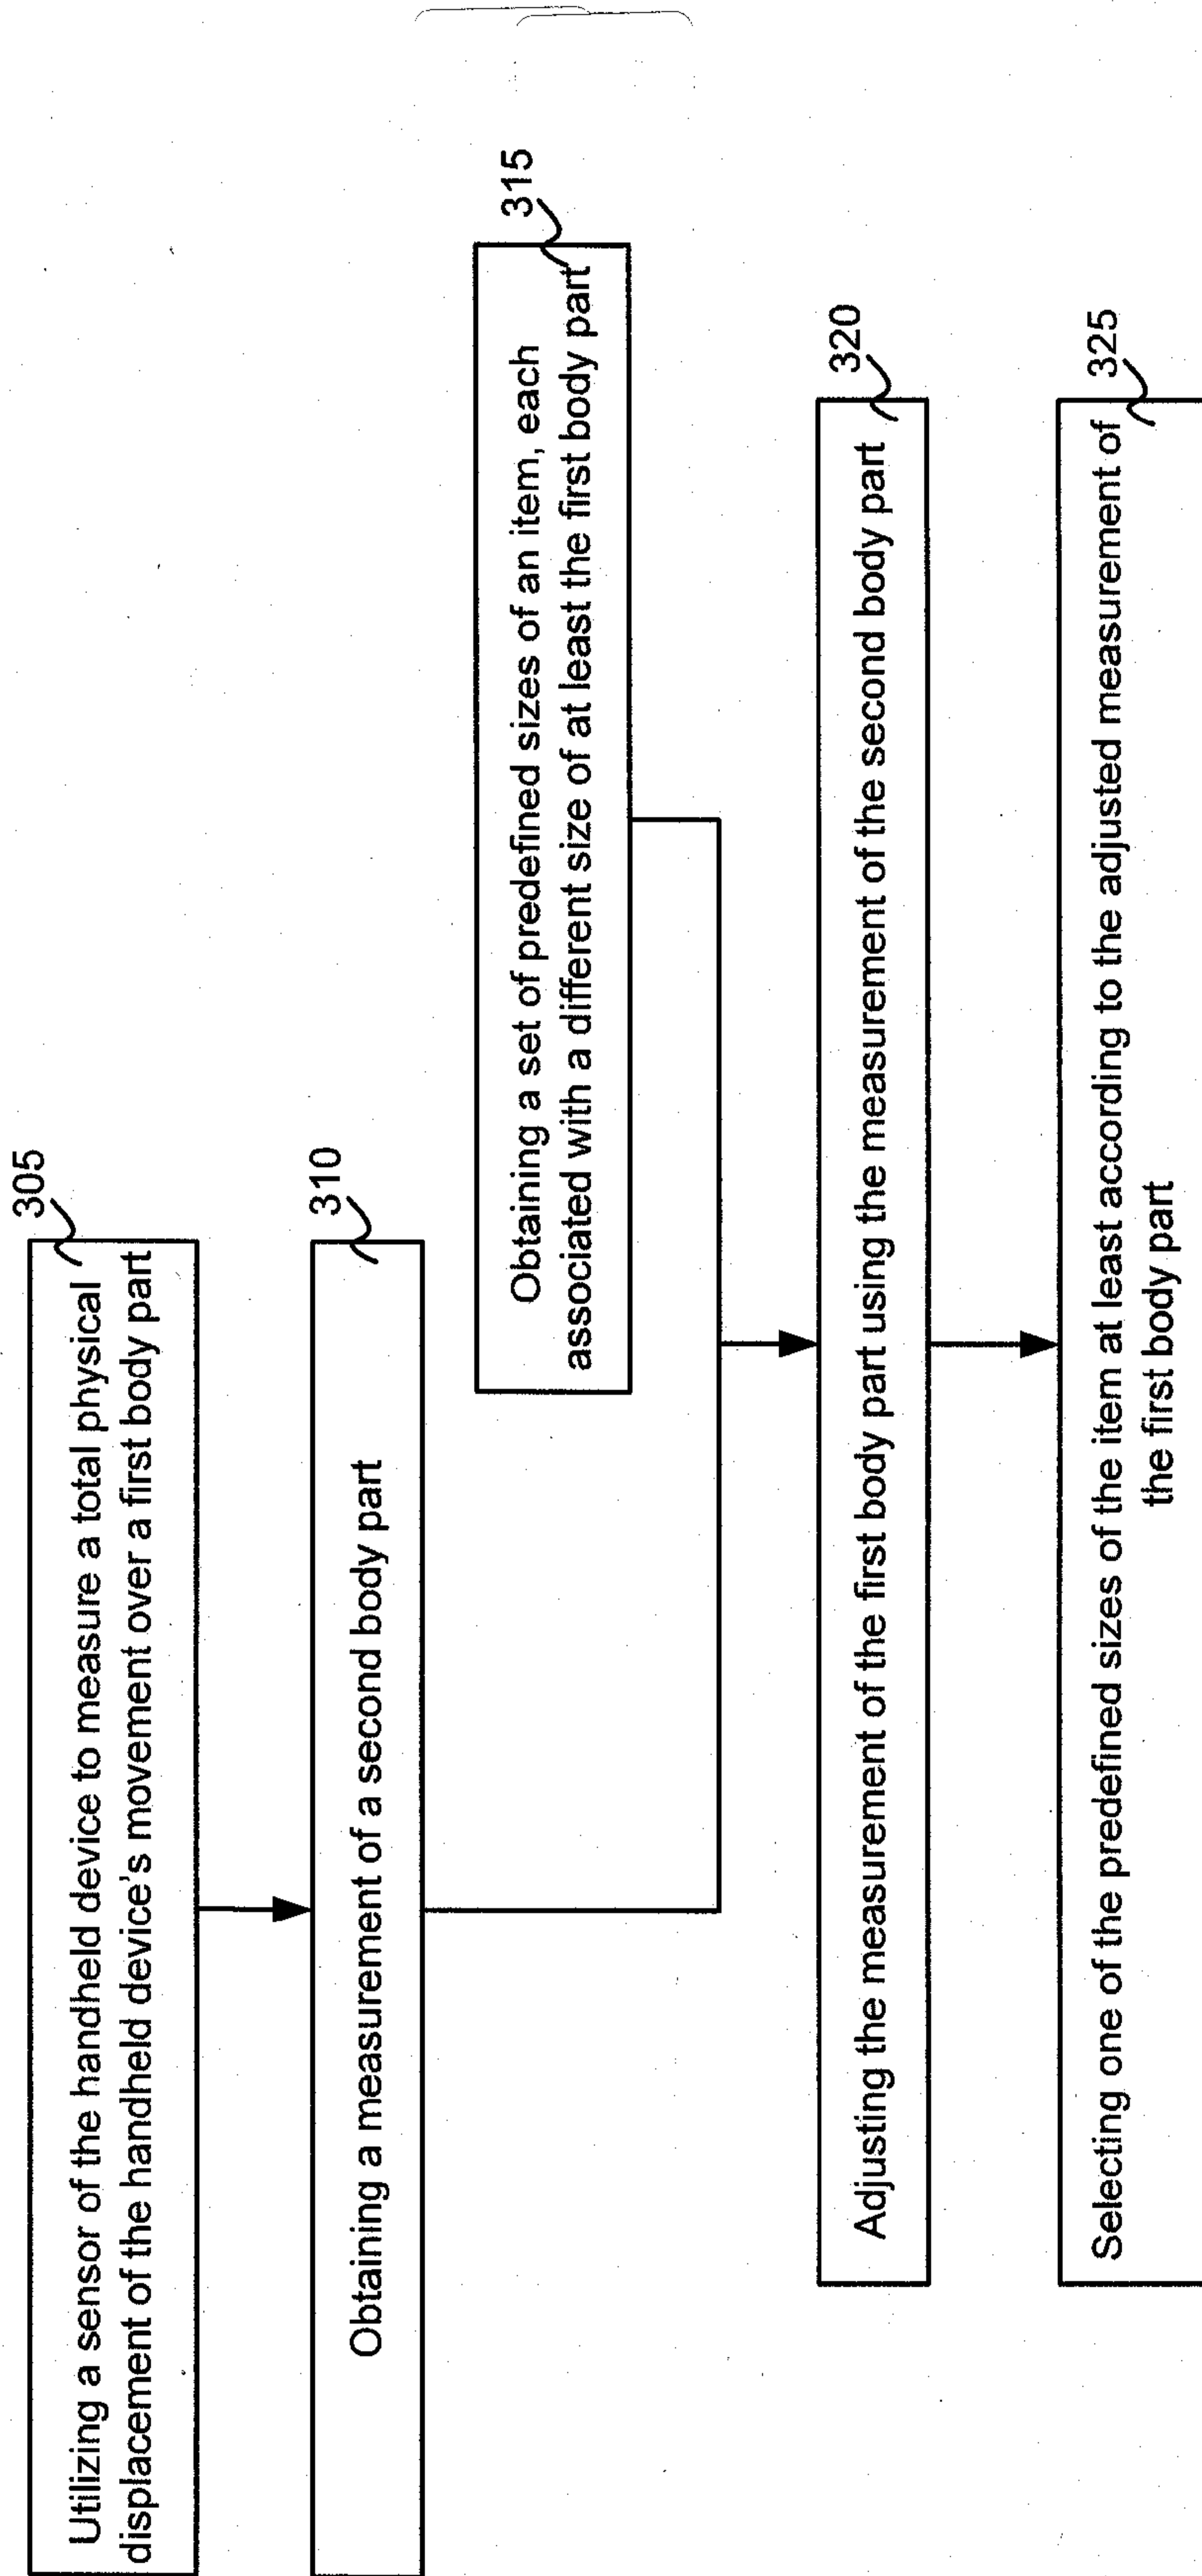 305
Utilizing a sensor of the handheld device to measure a total physical
displacement of the handheld device's movement over a first body part
310
Obtaining a measurement of a second body part
315
Obtaining a set of predefined sizes of an item, each
associated with a different size of at least the first body part
320
Adjusting the measurement of the first body part using the measurement of the second body part
325
Selecting one of the predefined sizes of the item at least according to the adjusted measurement of
the first body part